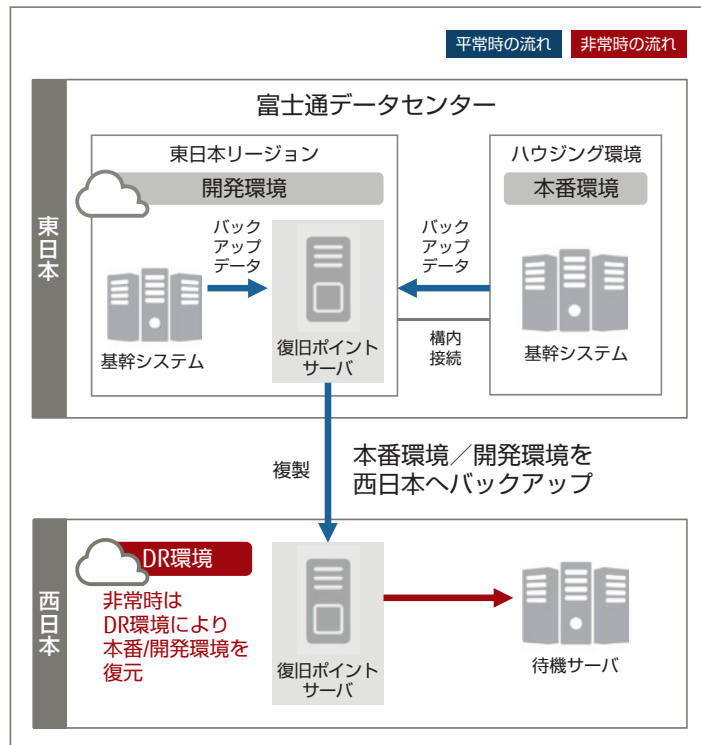 平常時の流れ
非常時の流れ
富士通データセンター
東日本
東日本リージョン
開発環境
ハウジング環境
本番環境
バック
アップ
データ
バック
アップ
データ
基幹システム
復旧ポイント
サーバ
構内
接続
基幹システム
複製
本番環境／開発環境を
西日本へバックアップ
西日本
DR環境
非常時は
DR環境により
本番/開発環境を
復元
復旧ポイント
サーバ
待機サーバ